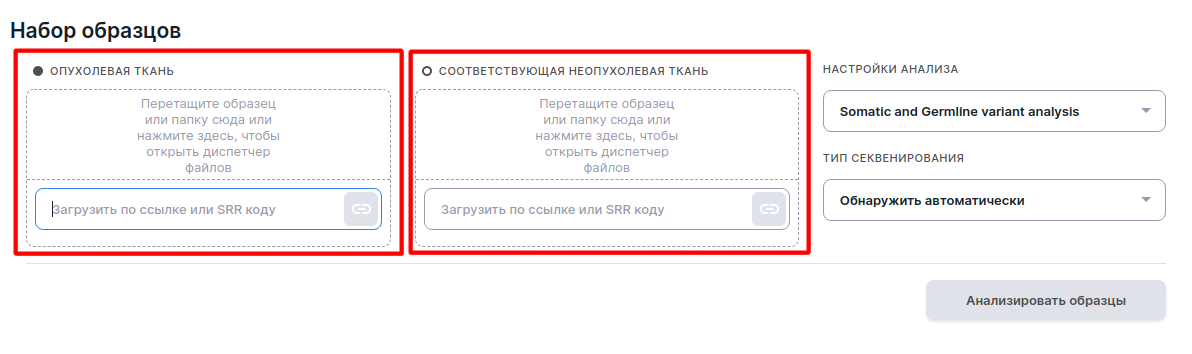 Набор образцов
ОПУХОЛЕВАЯ ТКАНЬ
Перетащите образец
или папку сюда или
нажмите здесь, чтобы
открыть диспетчер
файлов
Загрузить по ссылке или SRR коду
СООТВЕТСТВУЮЩАЯ НЕОПУХОЛЕВАЯ ТКАНЬ
Перетащите образец
или папку сюда или
нажмите здесь, чтобы
открыть диспетчер
файлов
Загрузить по ссылке или SRR коду
НАСТРОЙКИ АНАЛИЗА
Somatic and Germline variant analysis
ТИП СЕКВЕНИРОВАНИЯ
Обнаружить автоматически
Анализировать образцы